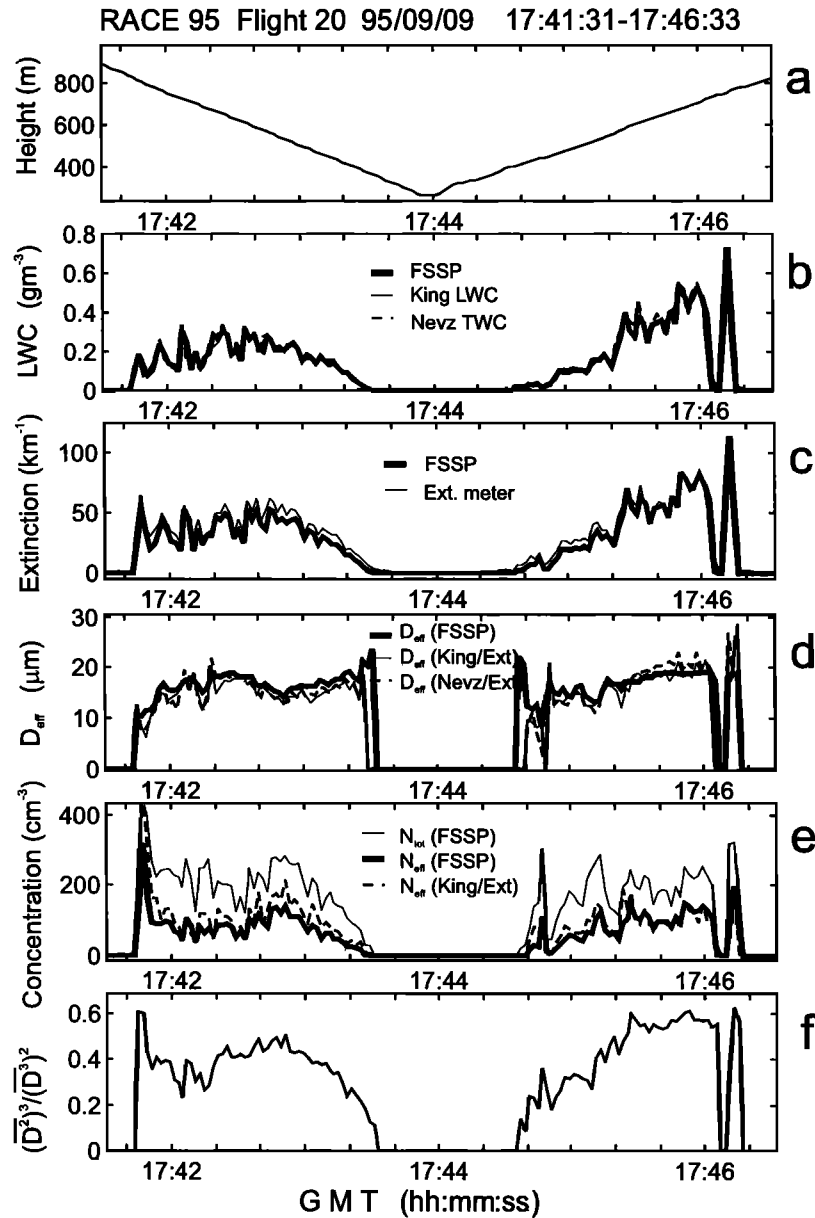 RACE 95 Flight 20 95/09/09 17:41:31-17:46:33
a
Height (m)
800
600
400
17:42 17:44 17:46
b
LWC (gm⁻³)
0.8
0.6
0.4
0.2
0
FSSP
King LWC
Nevz TWC
17:42 17:44 17:46
c
Extinction (km⁻¹)
100
50
0
FSSP
Ext. meter
17:42 17:44 17:46
d
D_eff (μm)
30
20
10
0
D_eff (FSSP)
D_eff (King/Ext)
D_eff (Nevz/Ext)
17:42 17:44 17:46
e
Concentration (cm⁻³)
400
200
0
N_tot (FSSP)
N_eff (FSSP)
N_eff (King/Ext)
17:42 17:44 17:46
f
(D̅²)³/(D̅³)²
0.6
0.4
0.2
0
17:42 17:44 17:46
G M T (hh:mm:ss)